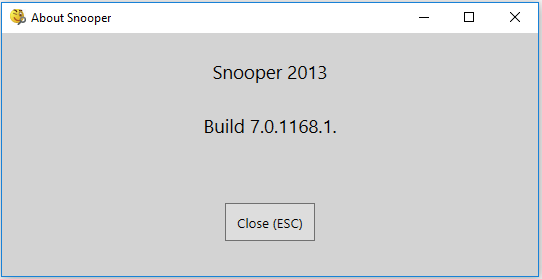 About Snooper
Snooper 2013
Build 7.0.1168.1.
Close (ESC)